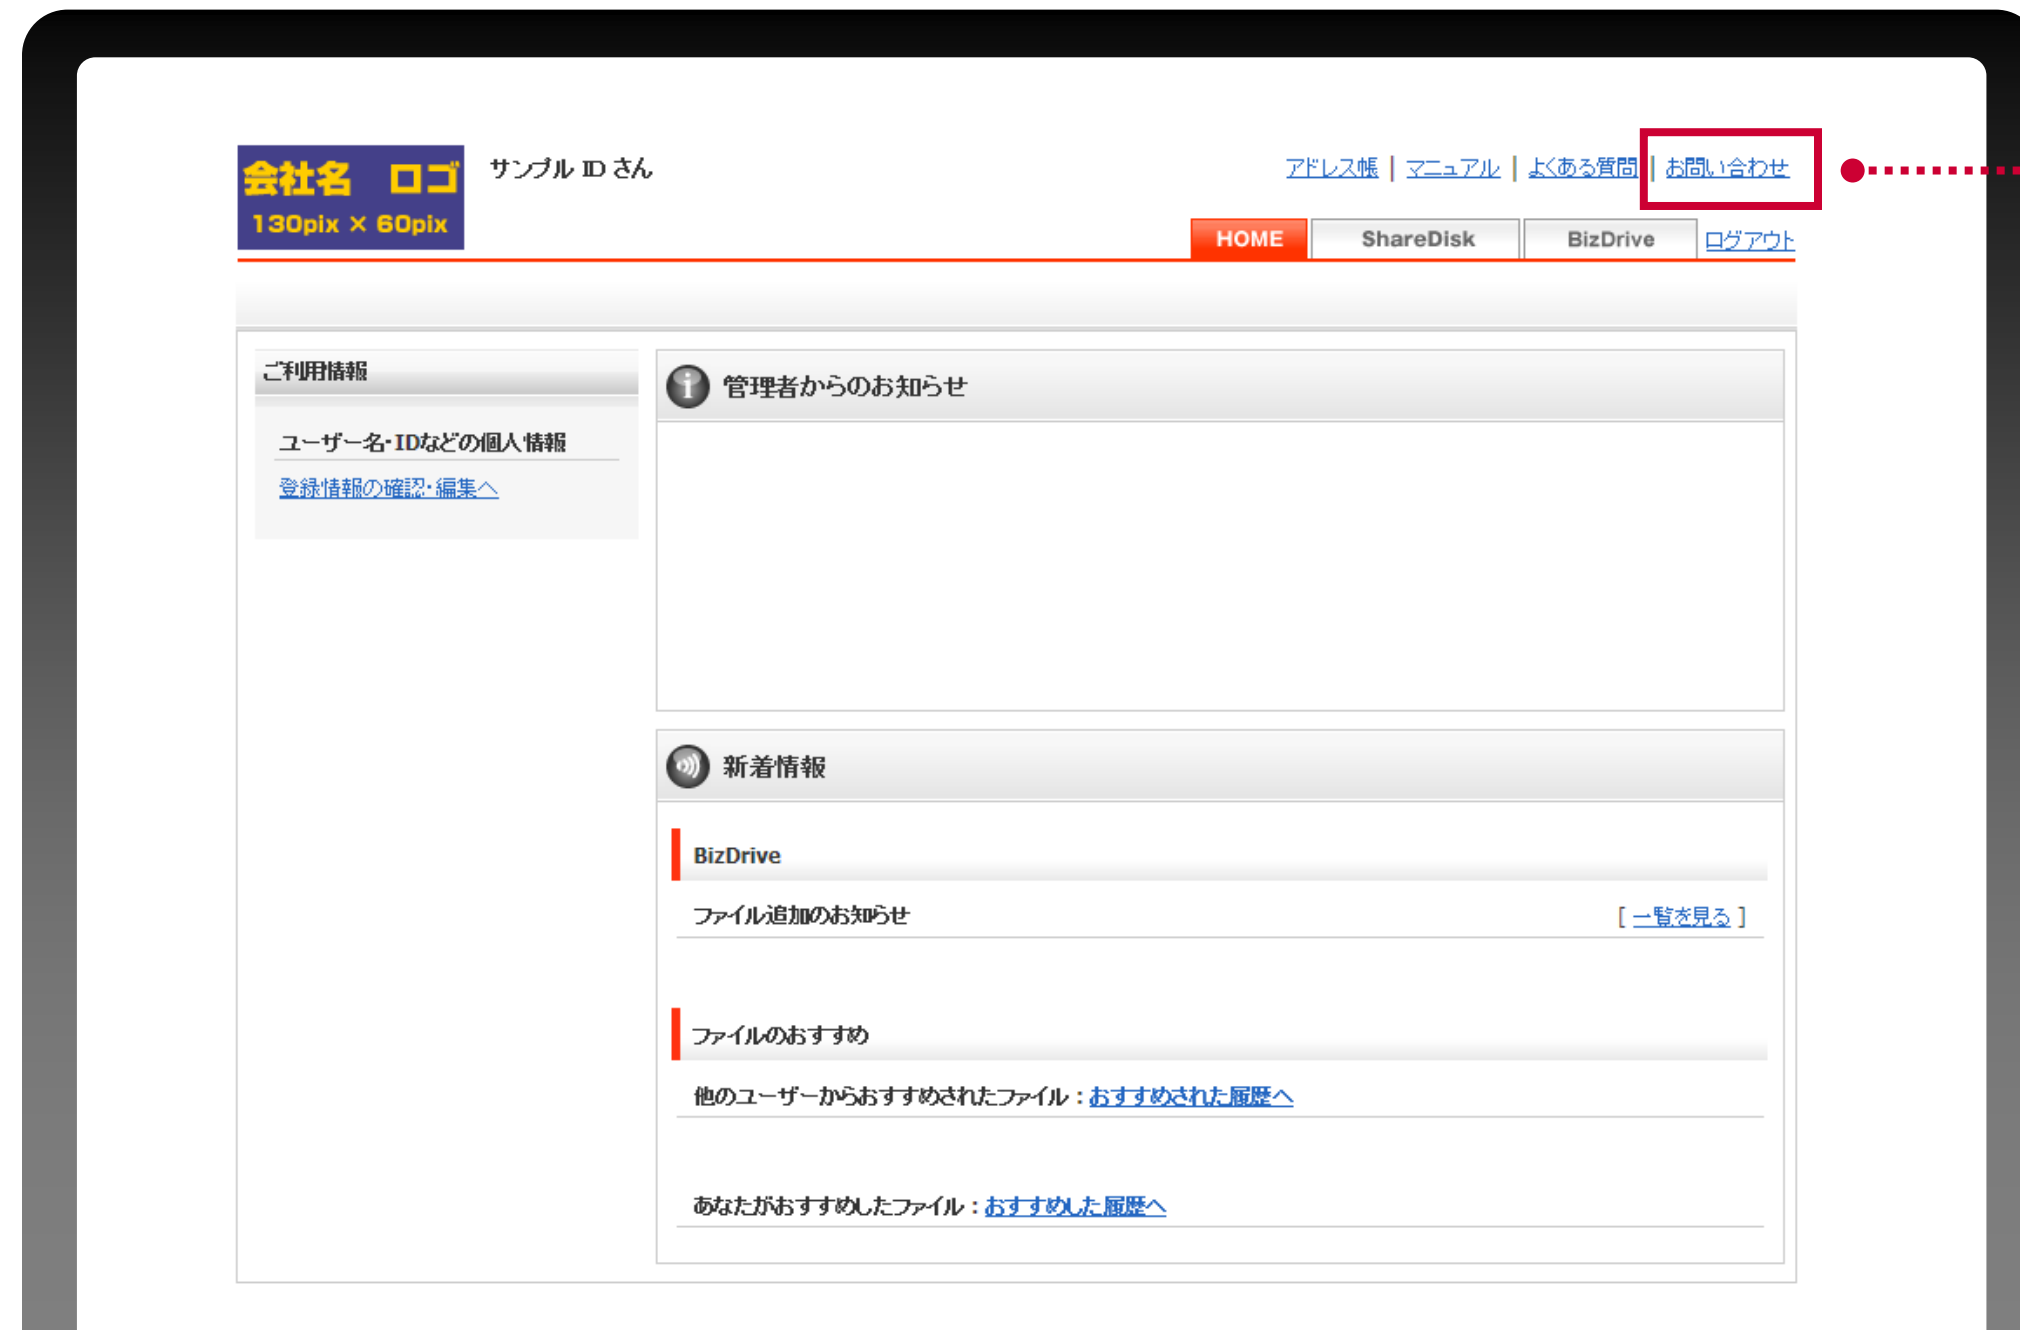 会社名　ロゴ
130pix × 60pix
サンプル ID さん
アドレス帳 | マニュアル | よくある質問 | お問い合わせ
HOME ShareDisk BizDrive ログアウト
ご利用情報
ユーザー名・IDなどの個人情報
登録情報の確認・編集へ
管理者からのお知らせ
新着情報
BizDrive
ファイル追加のお知らせ [ 一覧を見る ]
ファイルのおすすめ
他のユーザーからおすすめされたファイル：おすすめされた履歴へ
あなたがおすすめしたファイル：おすすめした履歴へ